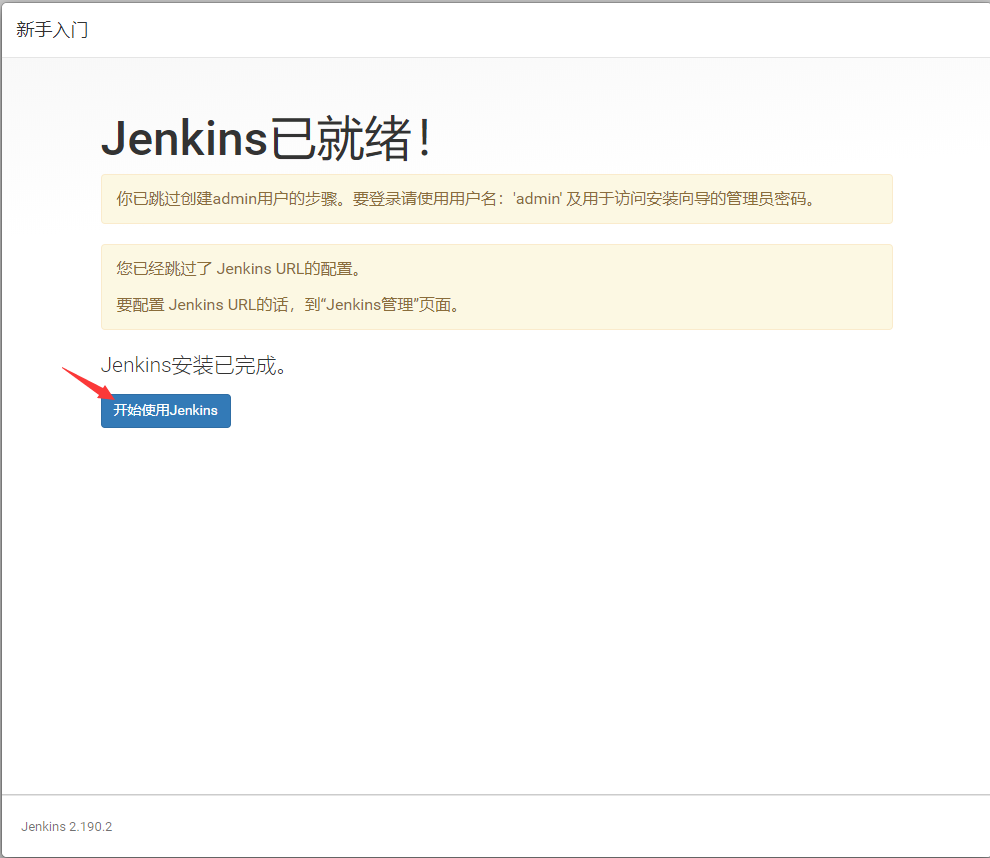 新手入门
Jenkins已就绪！
你已跳过创建admin用户的步骤。要登录请使用用户名：'admin' 及用于访问安装向导的管理员密码。
您已经跳过了 Jenkins URL的配置。
要配置 Jenkins URL的话，到“Jenkins管理”页面。
Jenkins安装已完成。
开始使用Jenkins
Jenkins 2.190.2